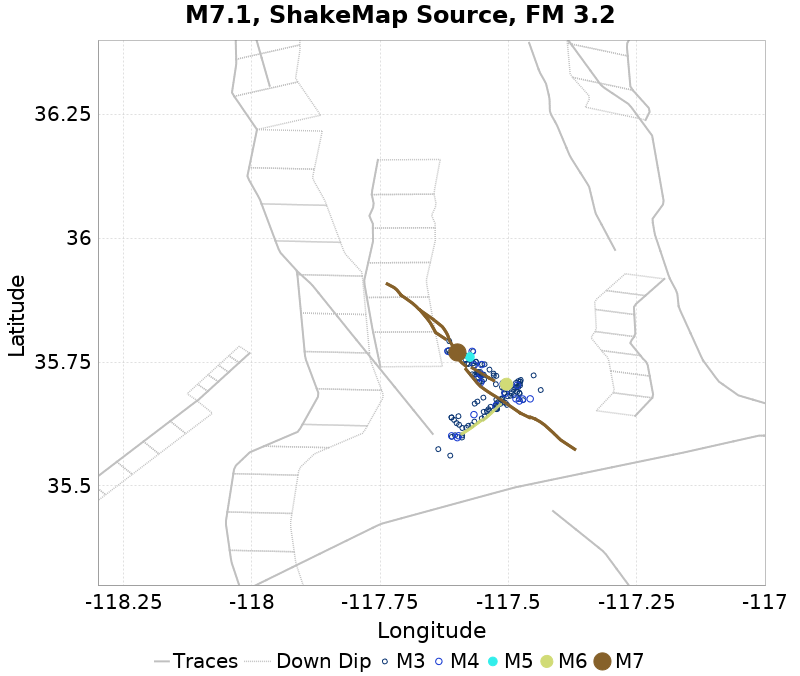 M7.1, ShakeMap Source, FM 3.2
36.25
36
35.75
35.5
Latitude
-118.25 -118 -117.75 -117.5 -117.25 -117
Longitude
Traces Down Dip M3 M4 M5 M6 M7